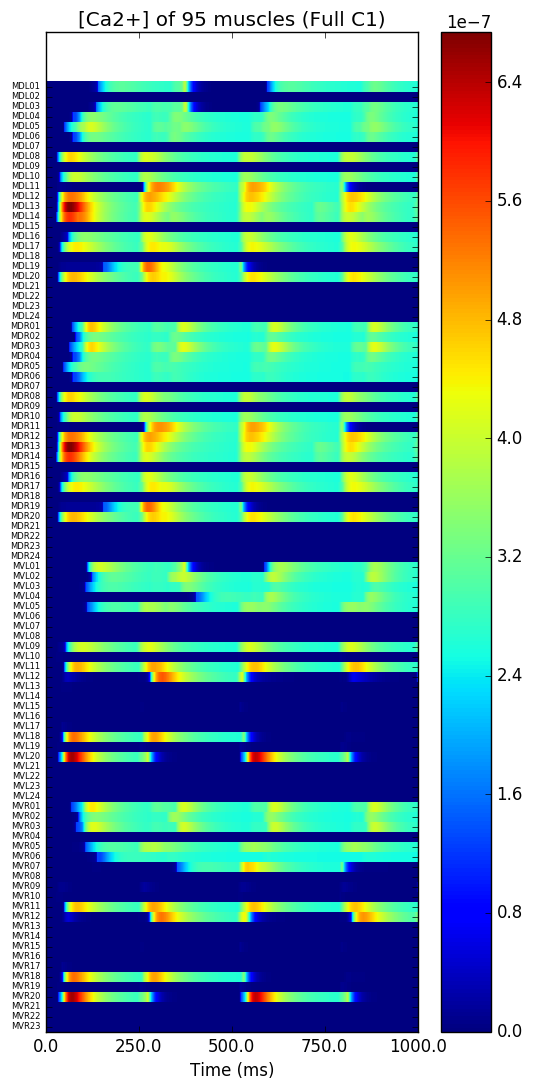 [Ca2+] of 95 muscles (Full C1)
1e−7
MDL01
MDL02
MDL03
MDL04
MDL05
MDL06
MDL07
MDL08
MDL09
MDL10
MDL11
MDL12
MDL13
MDL14
MDL15
MDL16
MDL17
MDL18
MDL19
MDL20
MDL21
MDL22
MDL23
MDL24
MDR01
MDR02
MDR03
MDR04
MDR05
MDR06
MDR07
MDR08
MDR09
MDR10
MDR11
MDR12
MDR13
MDR14
MDR15
MDR16
MDR17
MDR18
MDR19
MDR20
MDR21
MDR22
MDR23
MDR24
MVL01
MVL02
MVL03
MVL04
MVL05
MVL06
MVL07
MVL08
MVL09
MVL10
MVL11
MVL12
MVL13
MVL14
MVL15
MVL16
MVL17
MVL18
MVL19
MVL20
MVL21
MVL22
MVL23
MVL24
MVR01
MVR02
MVR03
MVR04
MVR05
MVR06
MVR07
MVR08
MVR09
MVR10
MVR11
MVR12
MVR13
MVR14
MVR15
MVR16
MVR17
MVR18
MVR19
MVR20
MVR21
MVR22
MVR23
0.0 250.0 500.0 750.0 1000.0
Time (ms)
6.4
5.6
4.8
4.0
3.2
2.4
1.6
0.8
0.0